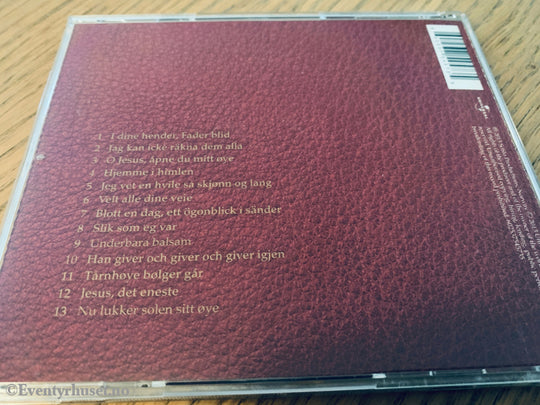 1 I dine hender, Fader blid
2 Jag kan icke räkna dem alla
3 O Jesus, åpne du mitt øye
4 Hjemme i himlen
5 Jeg vet en hvile så skjønn og lang
6 Velt alle dine veie
7 Blott en dag, ett ögonblick i sänder
8 Slik som eg var
9 Underbara balsam
10 Han giver och giver och giver igjen
11 Tårnhøye bølger går
12 Jesus, det eneste
13 Nu lukker solen sitt øye
© Eventyrhuset.no